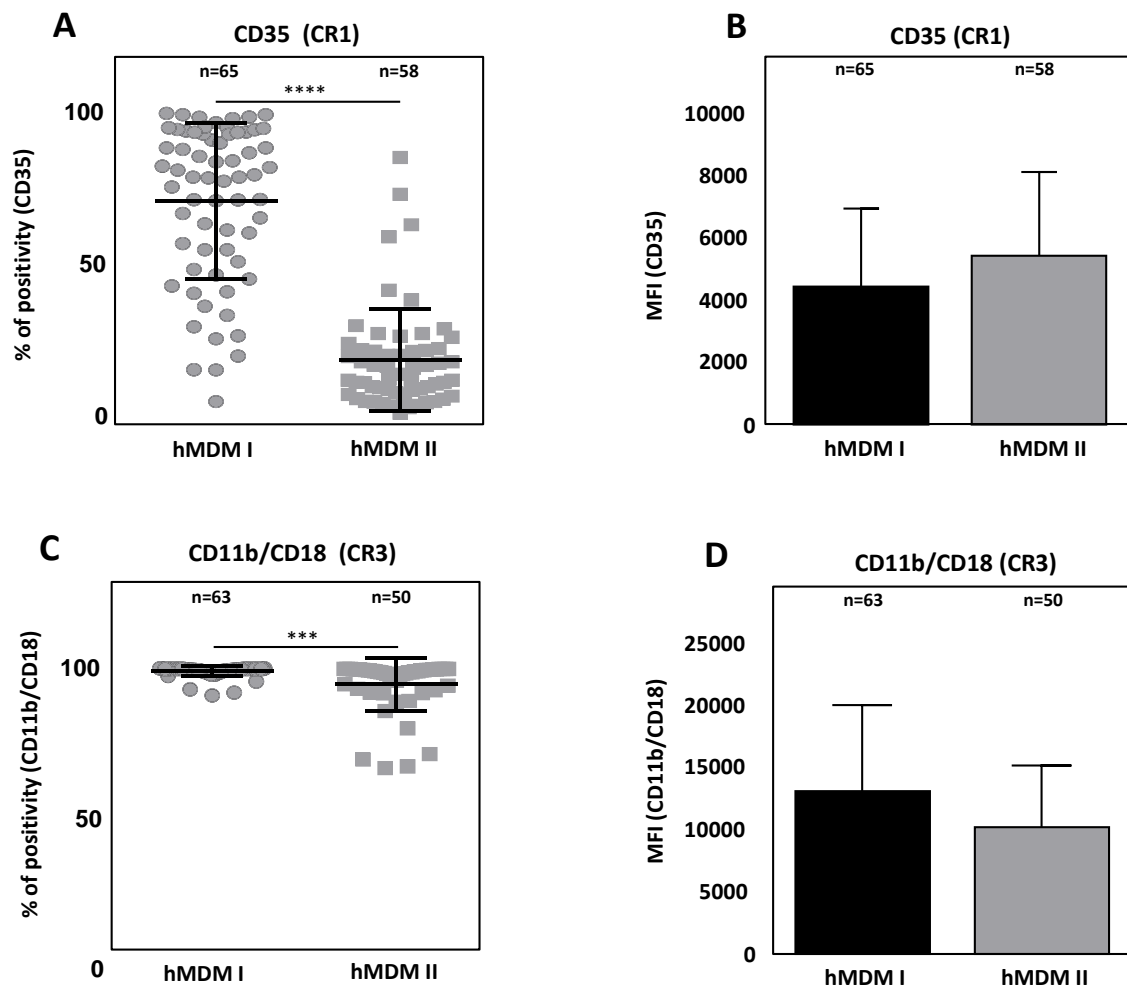 A
CD35 (CR1)
n=65
n=58
****
100
50
0
% of positivity (CD35)
hMDM I
hMDM II
B
CD35 (CR1)
n=65
n=58
10000
8000
6000
4000
2000
0
MFI (CD35)
hMDM I
hMDM II
C
CD11b/CD18 (CR3)
n=63
n=50
***
100
50
0
% of positivity (CD11b/CD18)
hMDM I
hMDM II
D
CD11b/CD18 (CR3)
n=63
n=50
25000
20000
15000
10000
5000
0
MFI (CD11b/CD18)
hMDM I
hMDM II